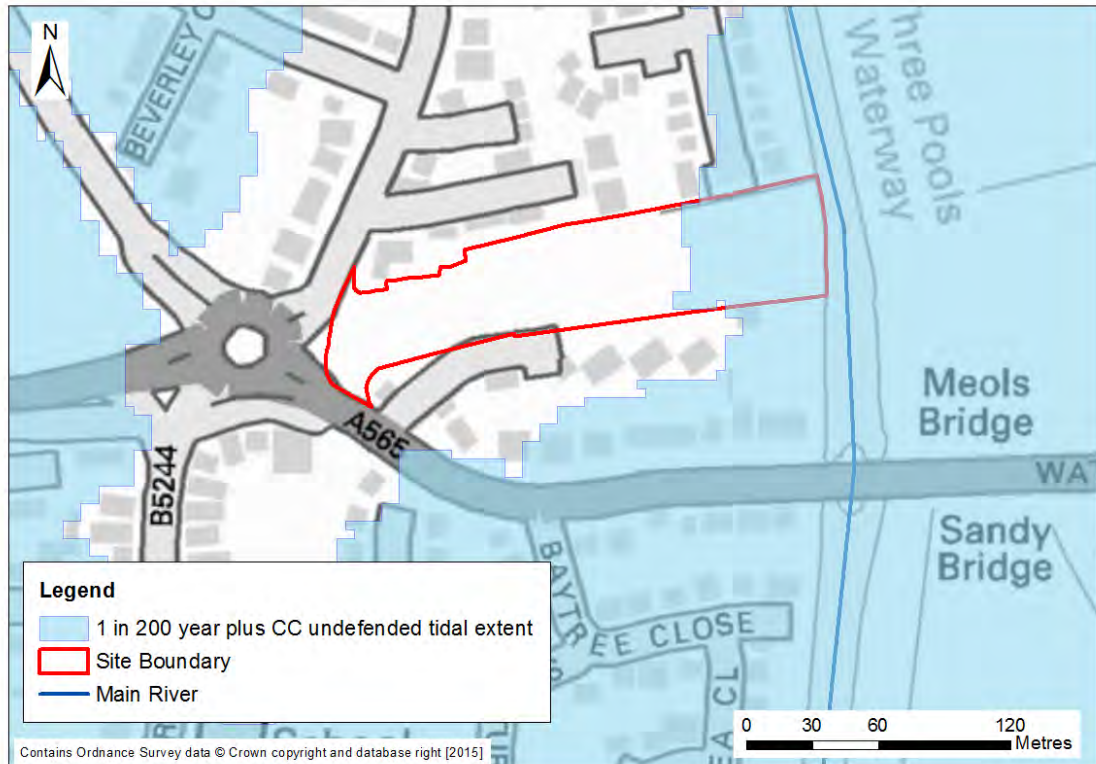 N
BEVERLEY C
Three Pools
Waterway
A565
B5244
Meols
Bridge
WA
Sandy
Bridge
BAYTREE CLOSE
A CL
Legend
1 in 200 year plus CC undefended tidal extent
Site Boundary
Main River
0 30 60 120
Metres
Contains Ordnance Survey data © Crown copyright and database right [2015]